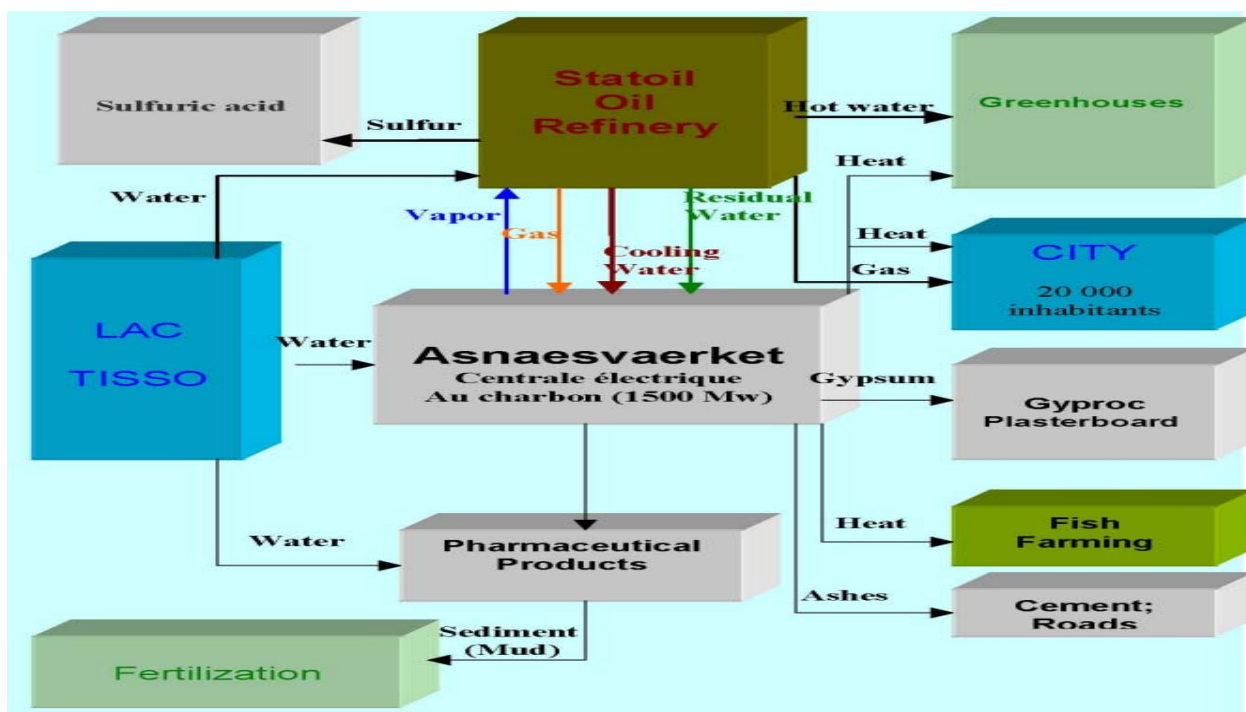 Sulfuric acid
Statoil
Oil
Refinery
Greenhouses
Sulfur
Hot water
Heat
Water
Vapor
Gas
Cooling
Water
Residual
Water
Heat
Gas
CITY
20 000
inhabitants
LAC
TISSO
Water
Asnaesvaerket
Centrale électrique
Au charbon (1500 Mw)
Gypsum
Gyproc
Plasterboard
Water
Pharmaceutical
Products
Heat
Fish
Farming
Ashes
Cement;
Roads
Sediment
(Mud)
Fertilization